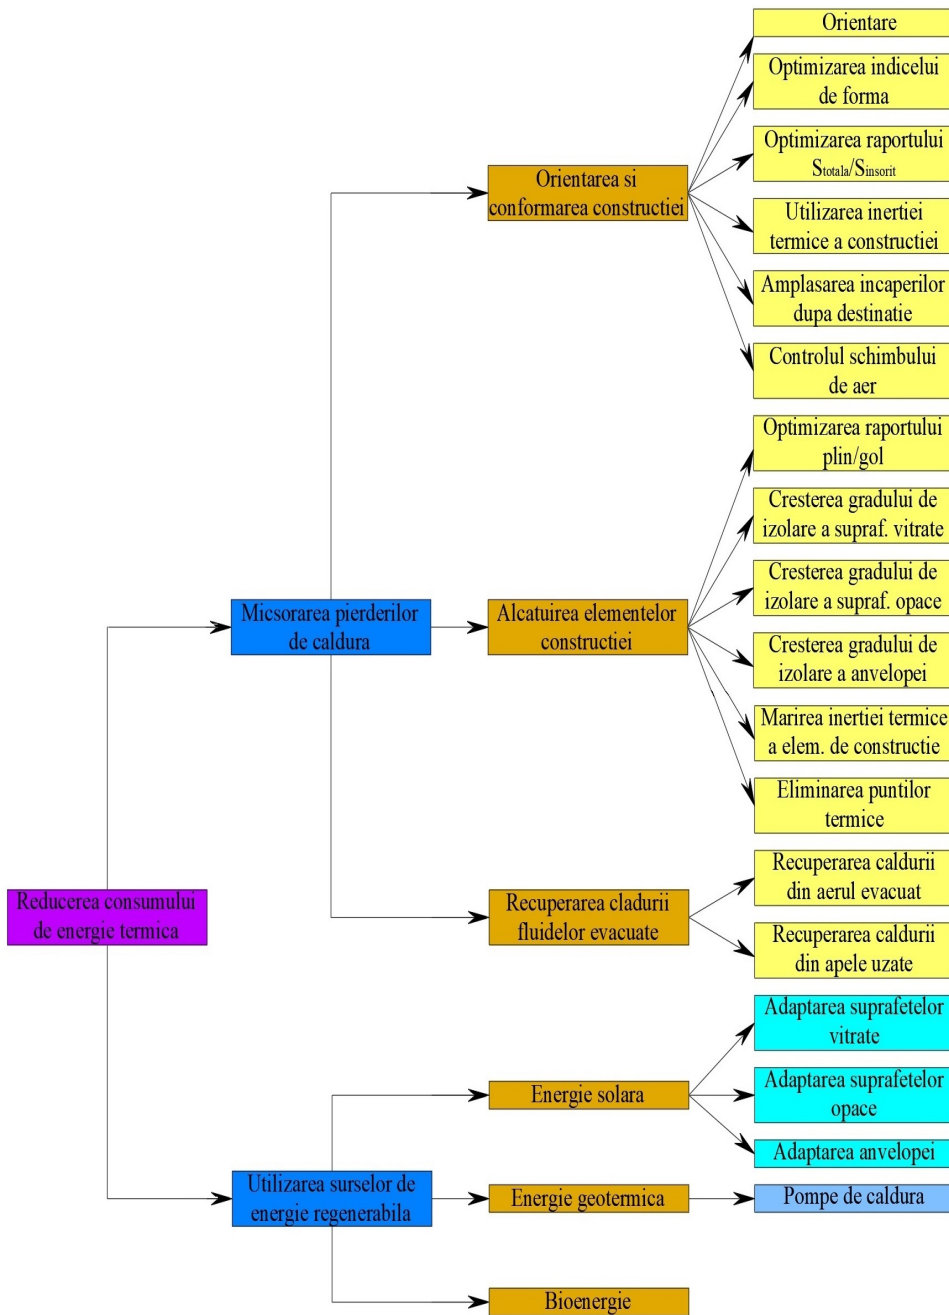 Orientare
Optimizarea indicelui
de forma
Optimizarea raportului
Stotala/Sinsorit
Orientarea si
conformarea constructiei
Utilizarea inertiei
termice a constructiei
Amplasarea incaperilor
dupa destinatie
Controlul schimbului
de aer
Optimizarea raportului
plin/gol
Cresterea gradului de
izolare a supraf. vitrate
Cresterea gradului de
izolare a supraf. opace
Micsorarea pierderilor
de caldura
Alcatuirea elementelor
constructiei
Cresterea gradului de
izolare a anvelopei
Marirea inertiei termice
a elem. de constructie
Eliminarea puntilor
termice
Reducerea consumului
de energie termica
Recuperarea cladurii
fluidelor evacuate
Recuperarea caldurii
din aerul evacuat
Recuperarea caldurii
din apele uzate
Adaptarea suprafetelor
vitrate
Energie solara
Adaptarea suprafetelor
opace
Adaptarea anvelopei
Utilizarea surselor de
energie regenerabila
Energie geotermica
Pompe de caldura
Bioenergie